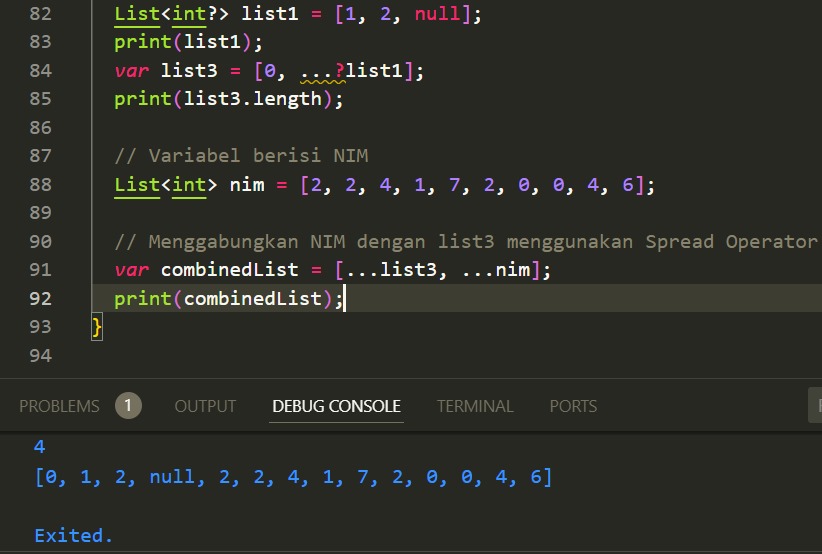 82 List<int?> list1 = [1, 2, null];
83 print(list1);
84 var list3 = [0, ...?list1];
85 print(list3.length);
86
87 // Variabel berisi NIM
88 List<int> nim = [2, 2, 4, 1, 7, 2, 0, 0, 4, 6];
89
90 // Menggabungkan NIM dengan list3 menggunakan Spread Operator
91 var combinedList = [...list3, ...nim];
92 print(combinedList);
93 }
94
PROBLEMS 1 OUTPUT DEBUG CONSOLE TERMINAL PORTS
4
[0, 1, 2, null, 2, 2, 4, 1, 7, 2, 0, 0, 4, 6]
Exited.